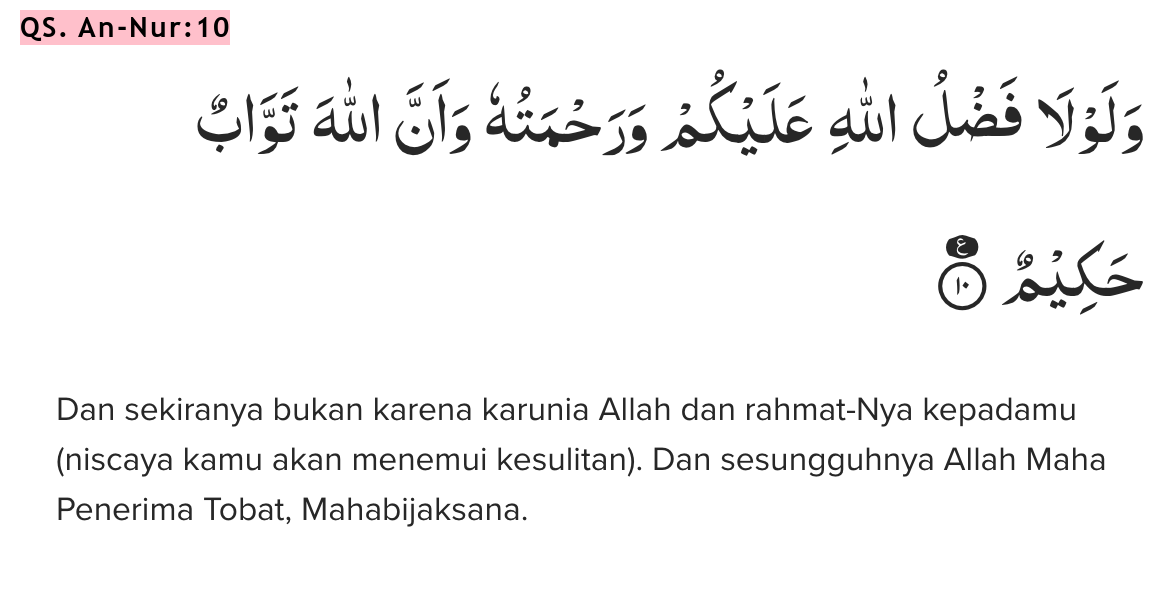 QS. An-Nur:10
وَلَوْلَا فَضْلُ اللّٰهِ عَلَيْكُمْ وَرَحْمَتُهٗ وَاَنَّ اللّٰهَ تَوَّابٌ
حَكِيْمٌ ࣖ ١٠
Dan sekiranya bukan karena karunia Allah dan rahmat-Nya kepadamu
(niscaya kamu akan menemui kesulitan). Dan sesungguhnya Allah Maha
Penerima Tobat, Mahabijaksana.